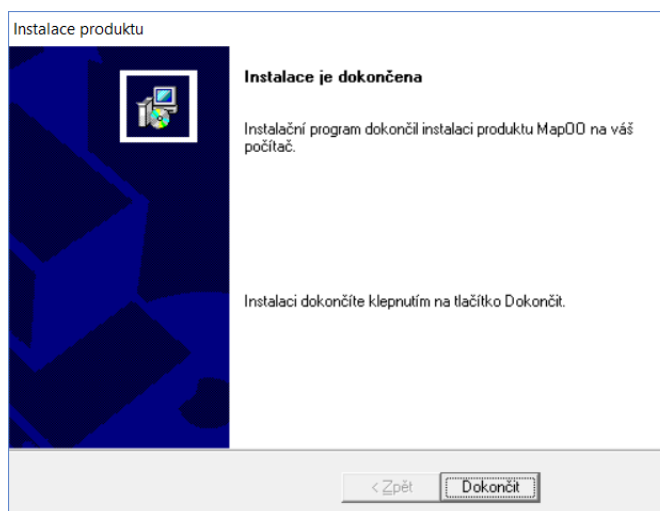 Instalace produktu
Instalace je dokončena
Instalační program dokončil instalaci produktu MapOO na váš
počítač.
Instalaci dokončíte klepnutím na tlačítko Dokončit.
< Zpět
Dokončit